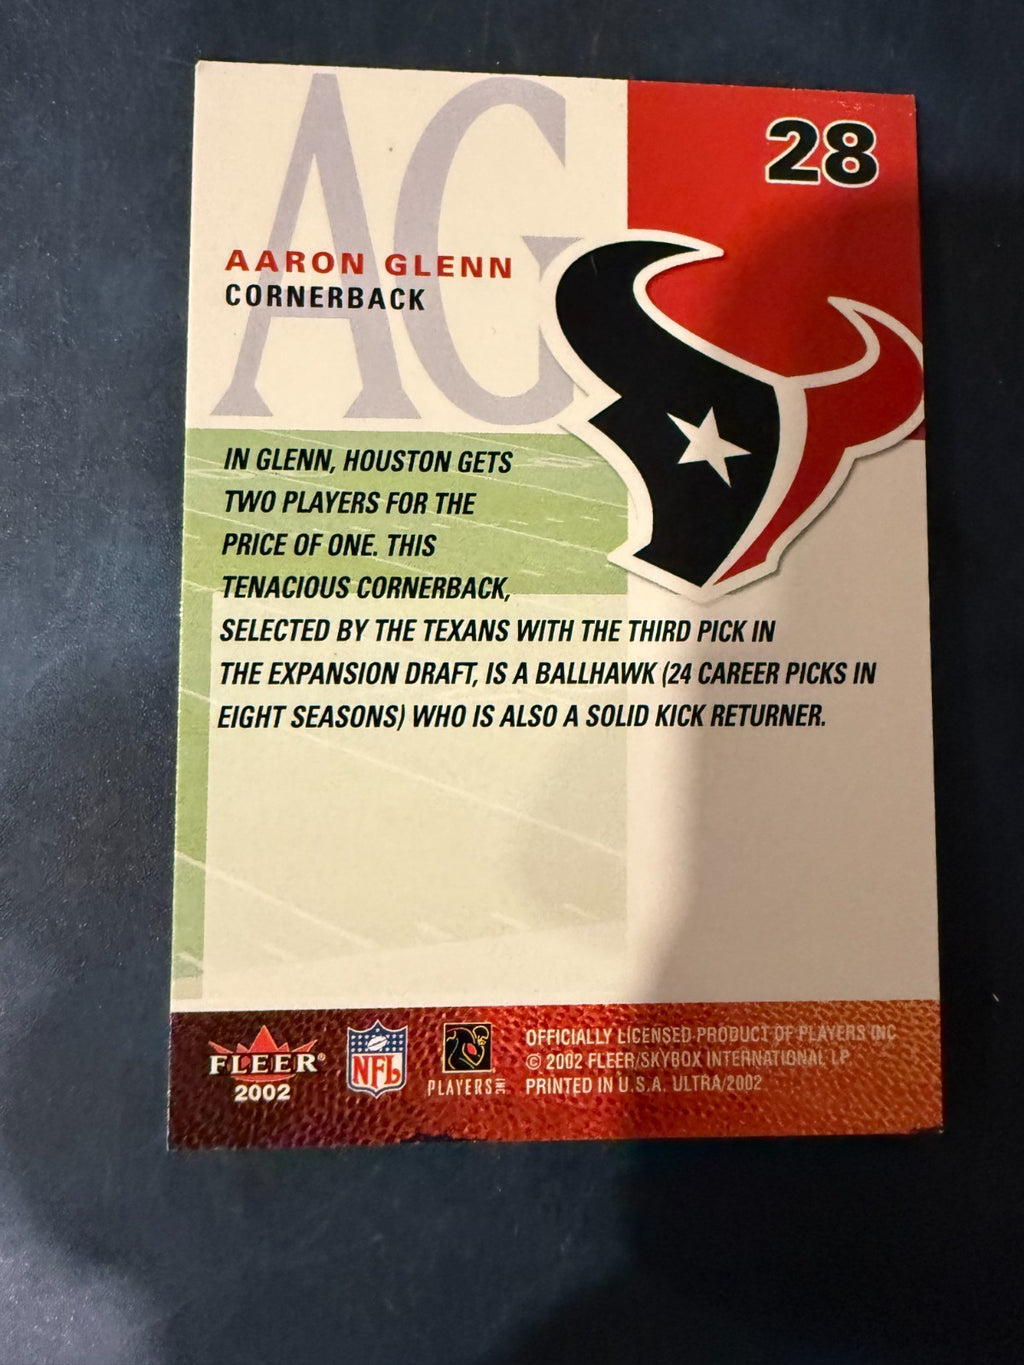 AG
28
AARON GLENN
CORNERBACK
IN GLENN, HOUSTON GETS
TWO PLAYERS FOR THE
PRICE OF ONE. THIS
TENACIOUS CORNERBACK,
SELECTED BY THE TEXANS WITH THE THIRD PICK IN
THE EXPANSION DRAFT, IS A BALLHAWK (24 CAREER PICKS IN
EIGHT SEASONS) WHO IS ALSO A SOLID KICK RETURNER.
FLEER®
2002
NFL
PLAYERS INC
OFFICIALLY LICENSED PRODUCT OF PLAYERS INC
© 2002 FLEER/SKYBOX INTERNATIONAL LP
PRINTED IN U.S.A. ULTRA/2002